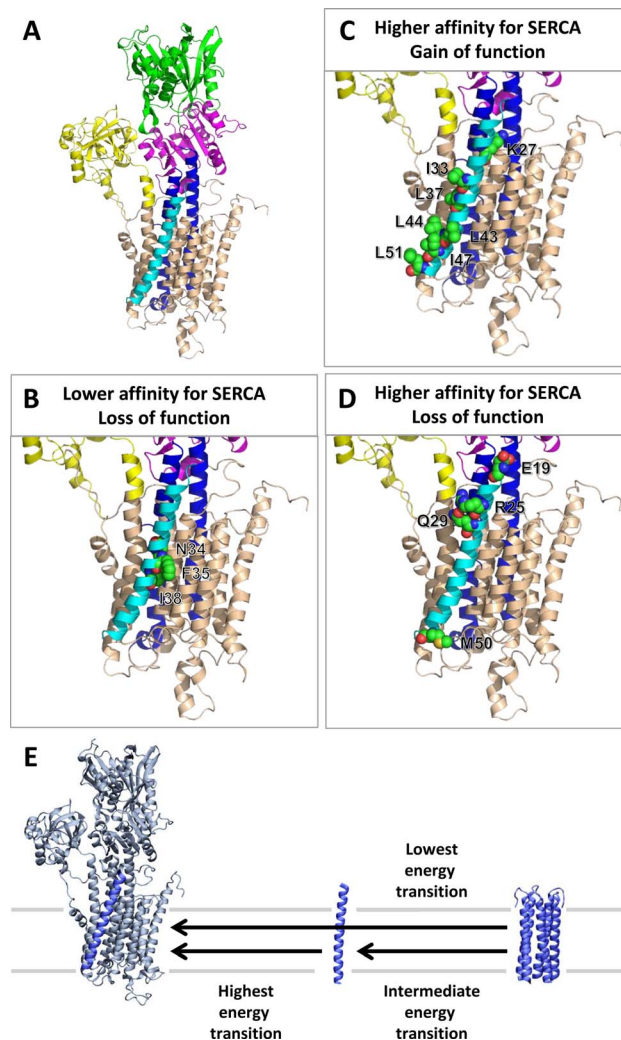 A
C
Higher affinity for SERCA
Gain of function
K27
I33
L37
L44
L43
L51
I47
B
Lower affinity for SERCA
Loss of function
N34
F35
I38
D
Higher affinity for SERCA
Loss of function
E19
R25
Q29
M50
E
Lowest
energy
transition
Highest
energy
transition
Intermediate
energy
transition